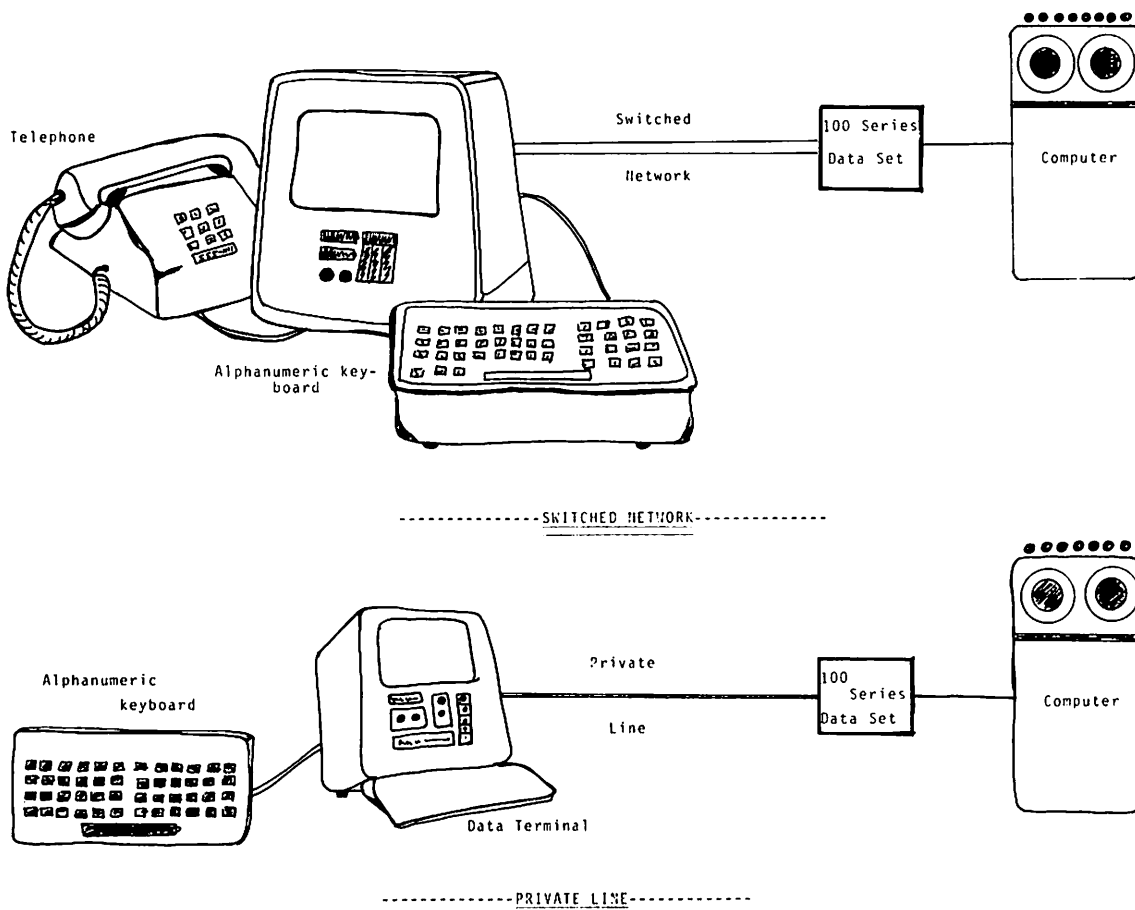 Telephone
Switched
Network
100 Series
Data Set
Computer
Alphanumeric key-
board
--------------SWITCHED NETWORK-------------
Alphanumeric
keyboard
Private
Line
100
Series
Data Set
Computer
Data Terminal
--------------PRIVATE LINE------------